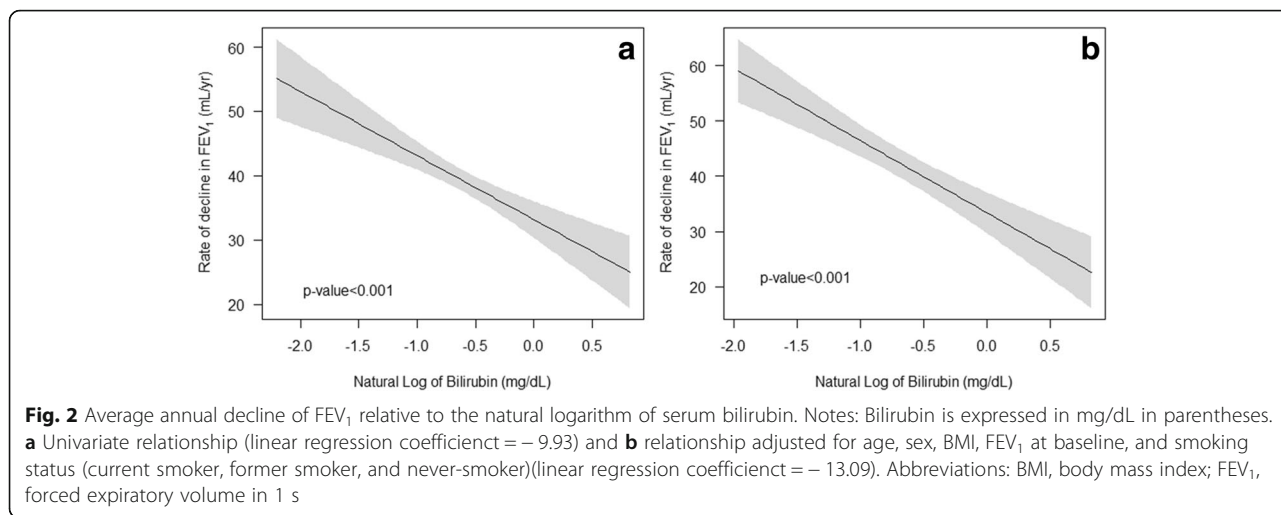 a
b
60
50
40
30
20
Rate of decline in FEV₁ (mL/yr)
p-value<0.001
-2.0 -1.5 -1.0 -0.5 0.0 0.5
Natural Log of Bilirubin (mg/dL)
60
50
40
30
20
Rate of decline in FEV₁ (mL/yr)
p-value<0.001
-2.0 -1.5 -1.0 -0.5 0.0 0.5
Natural Log of Bilirubin (mg/dL)
Fig. 2 Average annual decline of FEV₁ relative to the natural logarithm of serum bilirubin. Notes: Bilirubin is expressed in mg/dL in parentheses.
a Univariate relationship (linear regression coefficienct = − 9.93) and b relationship adjusted for age, sex, BMI, FEV₁ at baseline, and smoking
status (current smoker, former smoker, and never-smoker)(linear regression coefficienct = − 13.09). Abbreviations: BMI, body mass index; FEV₁,
forced expiratory volume in 1 s